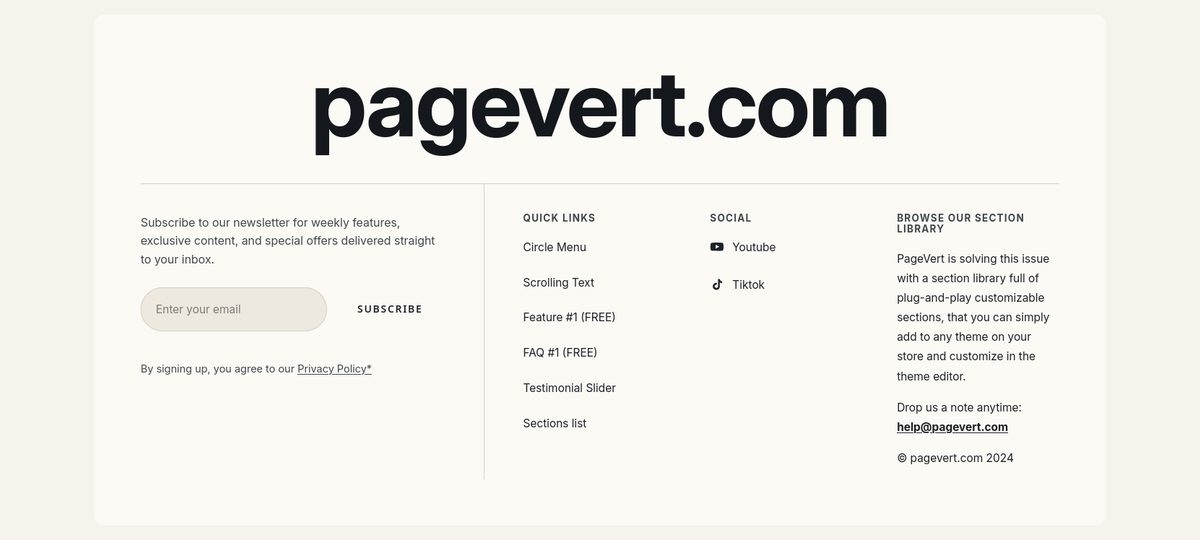 pagevert.com
Subscribe to our newsletter for weekly features,
exclusive content, and special offers delivered straight
to your inbox.
Enter your email
SUBSCRIBE
By signing up, you agree to our Privacy Policy*
QUICK LINKS
Circle Menu
Scrolling Text
Feature #1 (FREE)
FAQ #1 (FREE)
Testimonial Slider
Sections list
SOCIAL
Youtube
Tiktok
BROWSE OUR SECTION
LIBRARY
PageVert is solving this issue
with a section library full of
plug-and-play customizable
sections, that you can simply
add to any theme on your
store and customize in the
theme editor.
Drop us a note anytime:
help@pagevert.com
© pagevert.com 2024